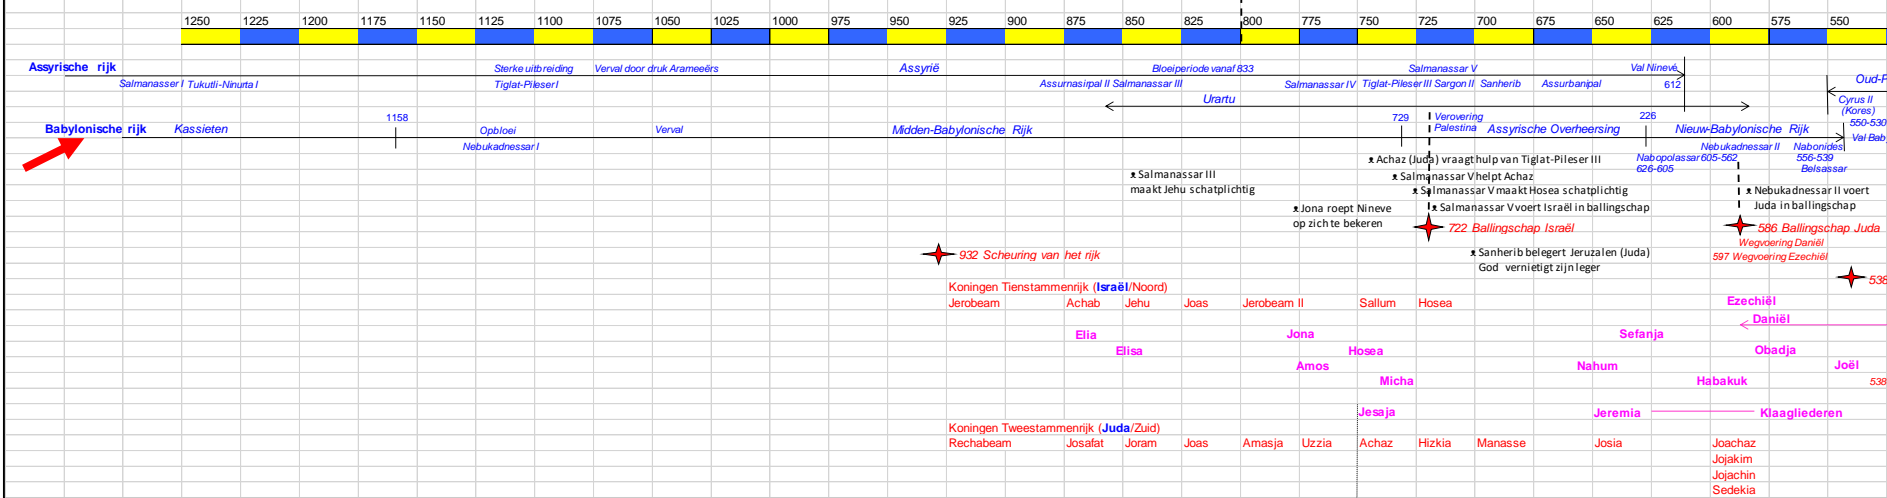 1250 1225 1200 1175 1150 1125 1100 1075 1050 1025 1000 975 950 925 900 875 850 825 800 775 750 725 700 675 650 625 600 575 550
Assyrische rijk Sterke uitbreiding Verval door druk Arameeërs Assyrië Bloeiperiode vanaf 833 Salmanassar V Val Ninevé
Salmanasser I Tukutli-Ninurta I Tiglat-Pileser I Assurnasirpal II Salmanassar III Salmanassar IV Tiglat-Pileser III Sargon II Sanherib Assurbanipal 612 Oud-P
Urartu Cyrus II
(Kores)
1158 729 Verovering 226 550-530
Babylonische rijk Kassieten Opbloei Verval Midden-Babylonische Rijk Palestina Assyrische Overheersing Nieuw-Babylonische Rijk Val Bab
Nebukadnessar I Nebukadnessar II Nabonides
Achaz (Juda) vraagt hulp van Tiglat-Pileser III Nabopolassar 605-562 556-539
626-605 Belsassar
Salmanassar III Salmanassar V helpt Achaz
maakt Jehu schatplichtig Salmanassar V maakt Hosea schatplichtig Nebukadnessar II voert
Jona roept Nineve Salmanassar V voert Israël in ballingschap Juda in ballingschap
op zich te bekeren 722 Ballingschap Israël 586 Ballingschap Juda
Wegvoering Daniël
932 Scheuring van het rijk Sanherib belegert Jeruzalen (Juda) 597 Wegvoering Ezechiël
God vernietigt zijn leger
538
Koningen Tienstammenrijk (Israël/Noord)
Jerobeam Achab Jehu Joas Jerobeam II Sallum Hosea Ezechiël
Daniël
Elia Jona Sefanja
Elisa Hosea Obadja
Amos Nahum Joël
Micha Habakuk 538
Jesaja Jeremia Klaagliederen
Koningen Tweestammenrijk (Juda/Zuid)
Rechabeam Josafat Joram Joas Amasja Uzzia Achaz Hizkia Manasse Josia Joachaz
Jojakim
Jojachin
Sedekia